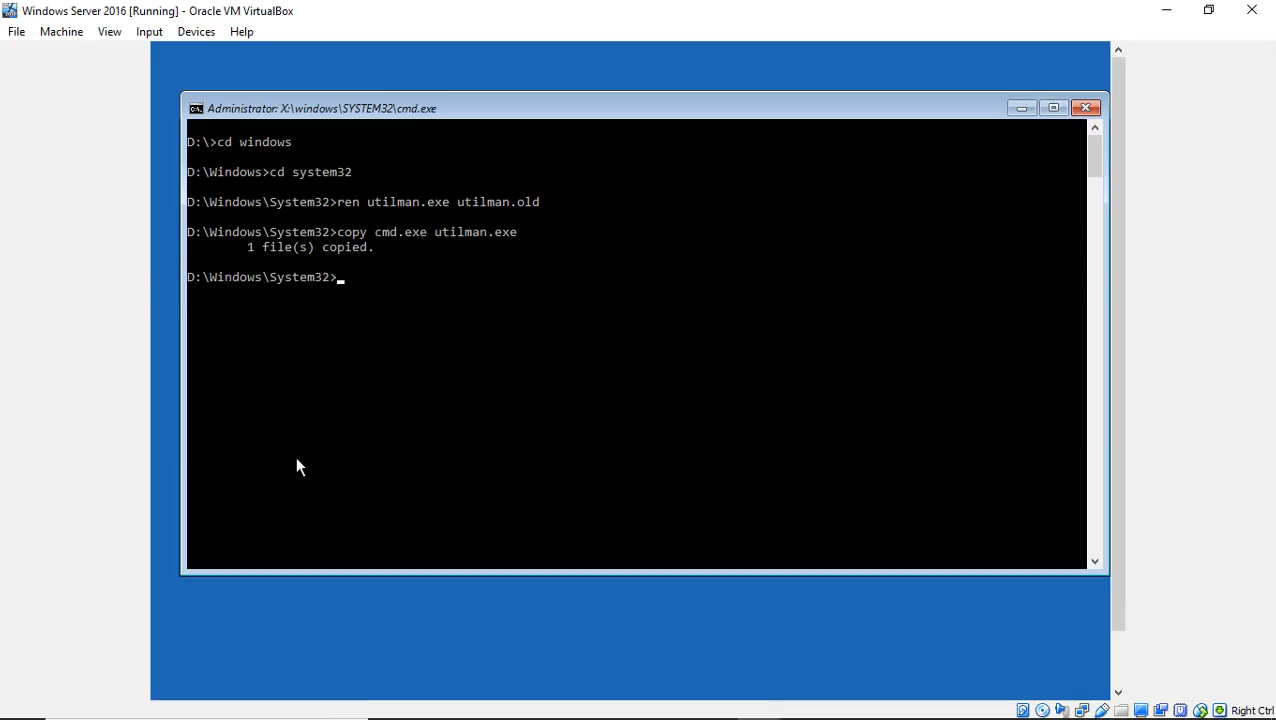 Windows Server 2016 [Running] - Oracle VM VirtualBox
File Machine View Input Devices Help
Administrator: X:\windows\SYSTEM32\cmd.exe
D:\>cd windows
D:\Windows>cd system32
D:\Windows\System32>ren utilman.exe utilman.old
D:\Windows\System32>copy cmd.exe utilman.exe
1 file(s) copied.
D:\Windows\System32>
Right Ctrl